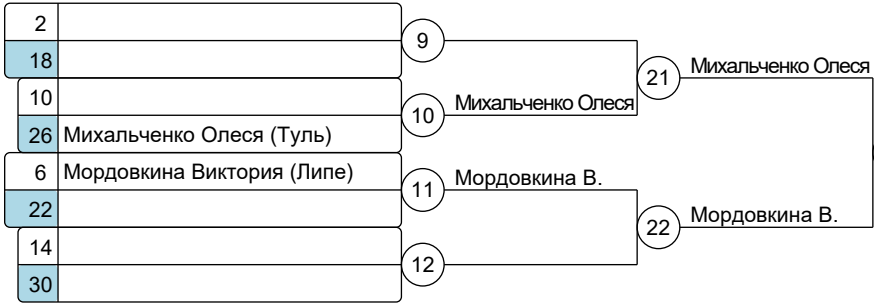 2
9
18
21 Михальченко Олеся
10
10 Михальченко Олеся
26 Михальченко Олеся (Туль)
6 Мордовкина Виктория (Липе)
11 Мордовкина В.
22
22 Мордовкина В.
14
12
30